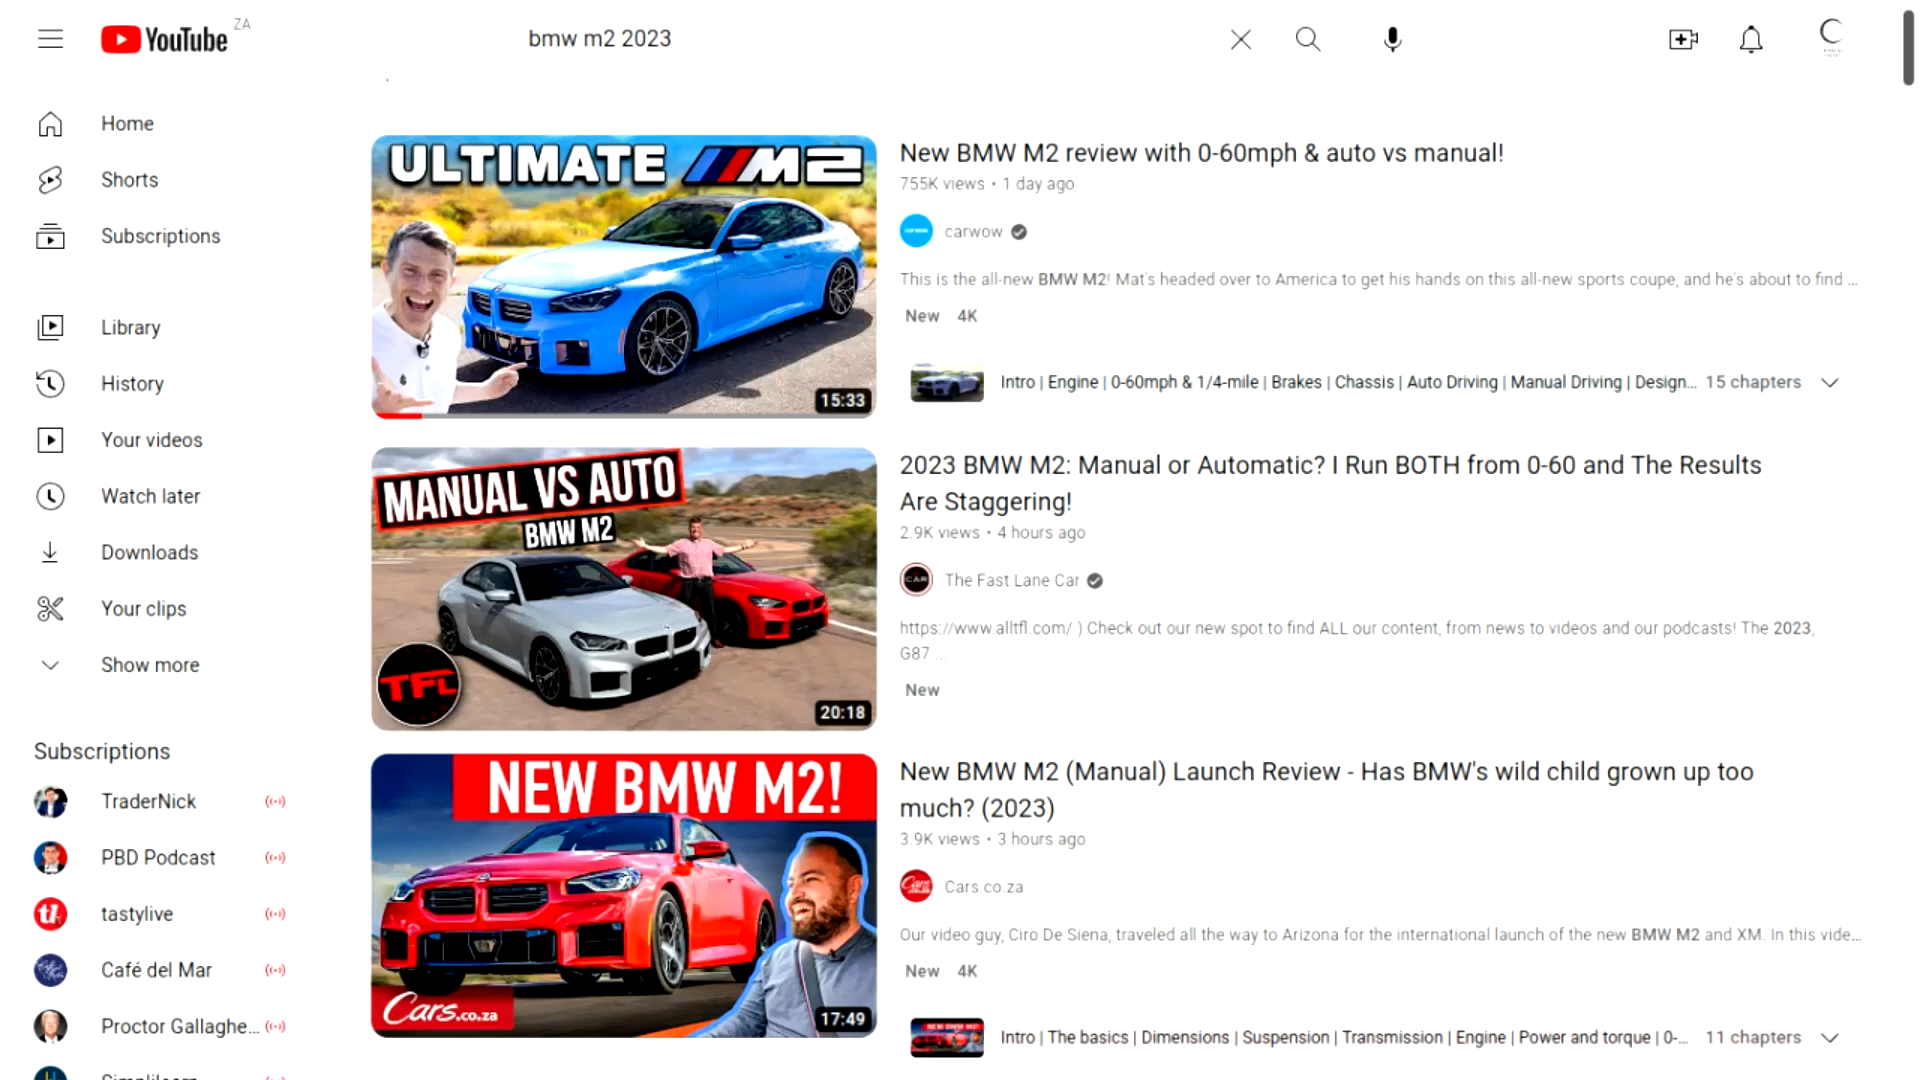 YouTube ZA
bmw m2 2023
Home
Shorts
Subscriptions
Library
History
Your videos
Watch later
Downloads
Your clips
Show more
Subscriptions
TraderNick
PBD Podcast
tastylive
Café del Mar
Proctor Gallaghe...
ULTIMATE M2
15:33
New BMW M2 review with 0-60mph & auto vs manual!
755K views • 1 day ago
carwow
This is the all-new BMW M2! Mat's headed over to America to get his hands on this all-new sports coupe, and he's about to find ...
New 4K
Intro | Engine | 0-60mph & 1/4-mile | Brakes | Chassis | Auto Driving | Manual Driving | Design... 15 chapters
MANUAL VS AUTO
BMW M2
TFL
20:18
2023 BMW M2: Manual or Automatic? I Run BOTH from 0-60 and The Results
Are Staggering!
2.9K views • 4 hours ago
CAR
The Fast Lane Car
https://www.alltfl.com/ ) Check out our new spot to find ALL our content, from news to videos and our podcasts! The 2023,
G87 ...
New
NEW BMW M2!
Cars.co.za
17:49
New BMW M2 (Manual) Launch Review - Has BMW's wild child grown up too
much? (2023)
3.9K views • 3 hours ago
Cars.co.za
Our video guy, Ciro De Siena, traveled all the way to Arizona for the international launch of the new BMW M2 and XM. In this vide...
New 4K
Intro | The basics | Dimensions | Suspension | Transmission | Engine | Power and torque | 0-... 11 chapters